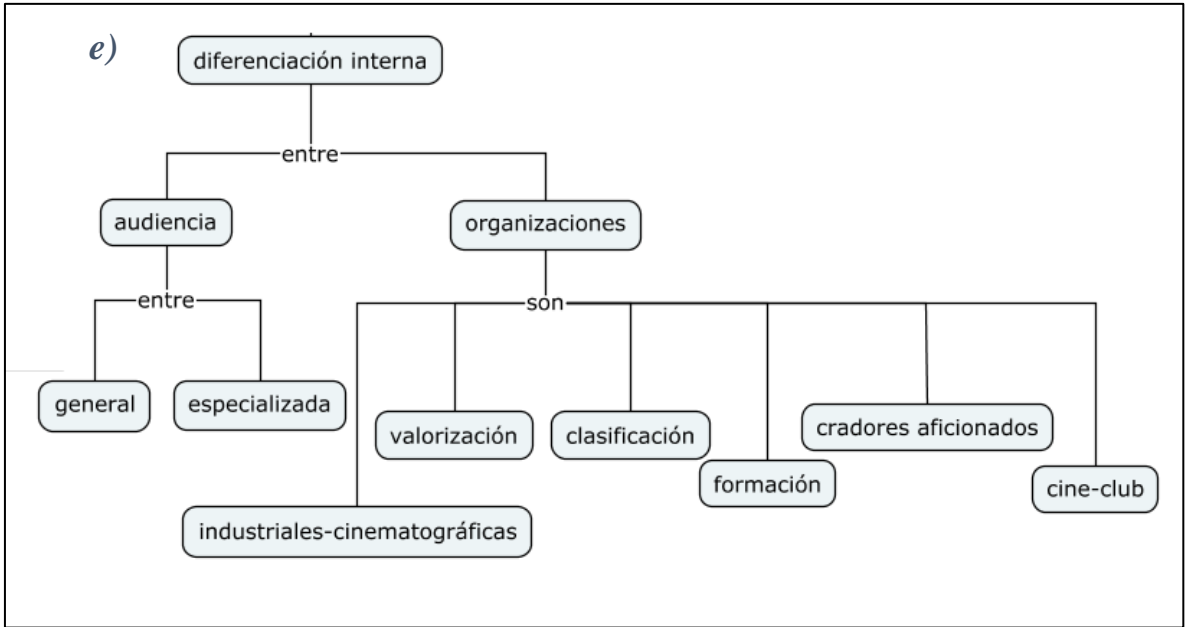 e)
diferenciación interna
entre
audiencia
organizaciones
entre
son
general
especializada
valorización
clasificación
cradores aficionados
formación
cine-club
industriales-cinematográficas